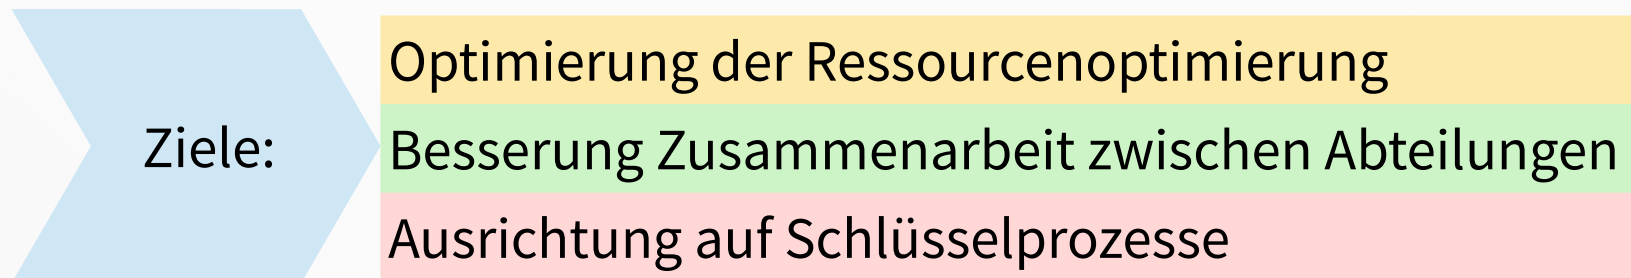 Ziele:
Optimierung der Ressourcenoptimierung
Besserung Zusammenarbeit zwischen Abteilungen
Ausrichtung auf Schlüsselprozesse